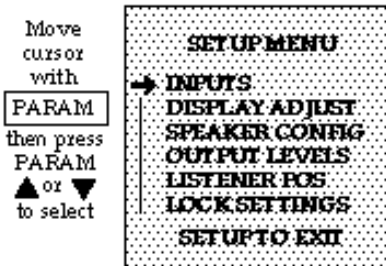 Move
cursor
with
PARAM
then press
PARAM
▲ or ▼
to select
SETUP MENU
INPUTS
DISPLAY ADJUST
SPEAKER CONFIG
OUTPUT LEVELS
LISTENER POS
LOCK SETTINGS
SETUP TO EXIT